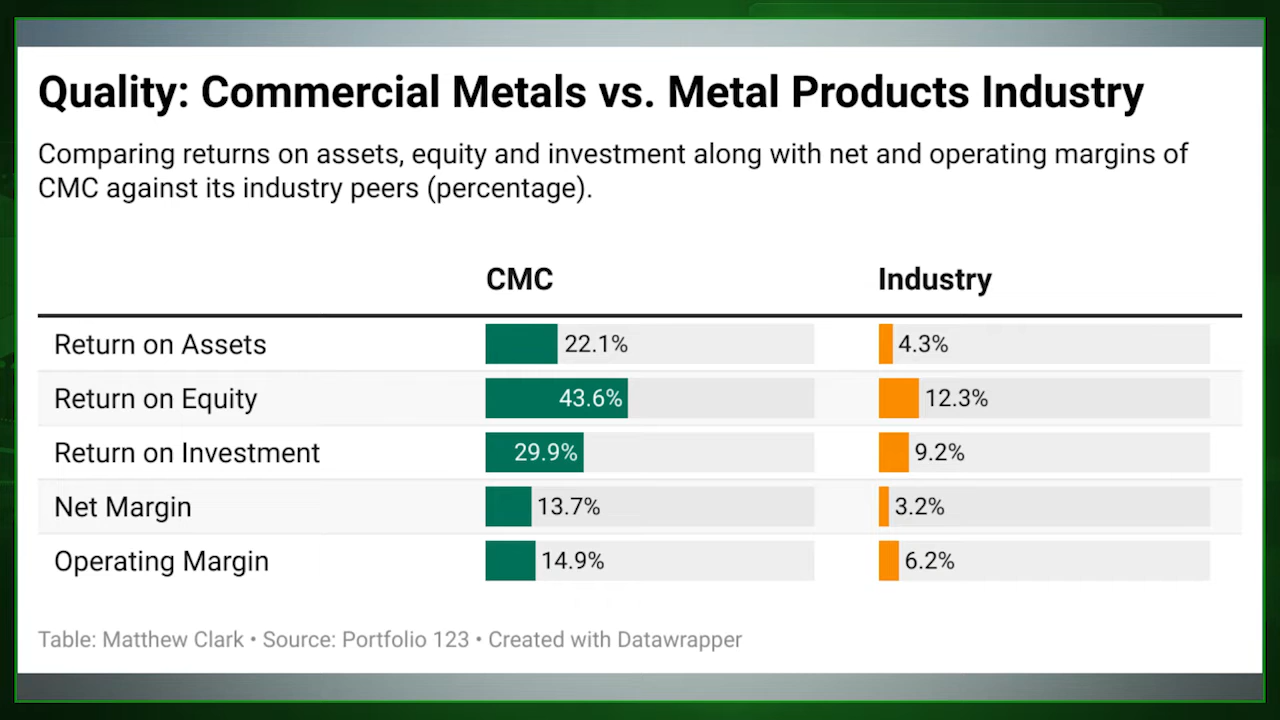 Quality: Commercial Metals vs. Metal Products Industry
Comparing returns on assets, equity and investment along with net and operating margins of
CMC against its industry peers (percentage).
CMC Industry
Return on Assets 22.1% 4.3%
Return on Equity 43.6% 12.3%
Return on Investment 29.9% 9.2%
Net Margin 13.7% 3.2%
Operating Margin 14.9% 6.2%
Table: Matthew Clark • Source: Portfolio 123 • Created with Datawrapper